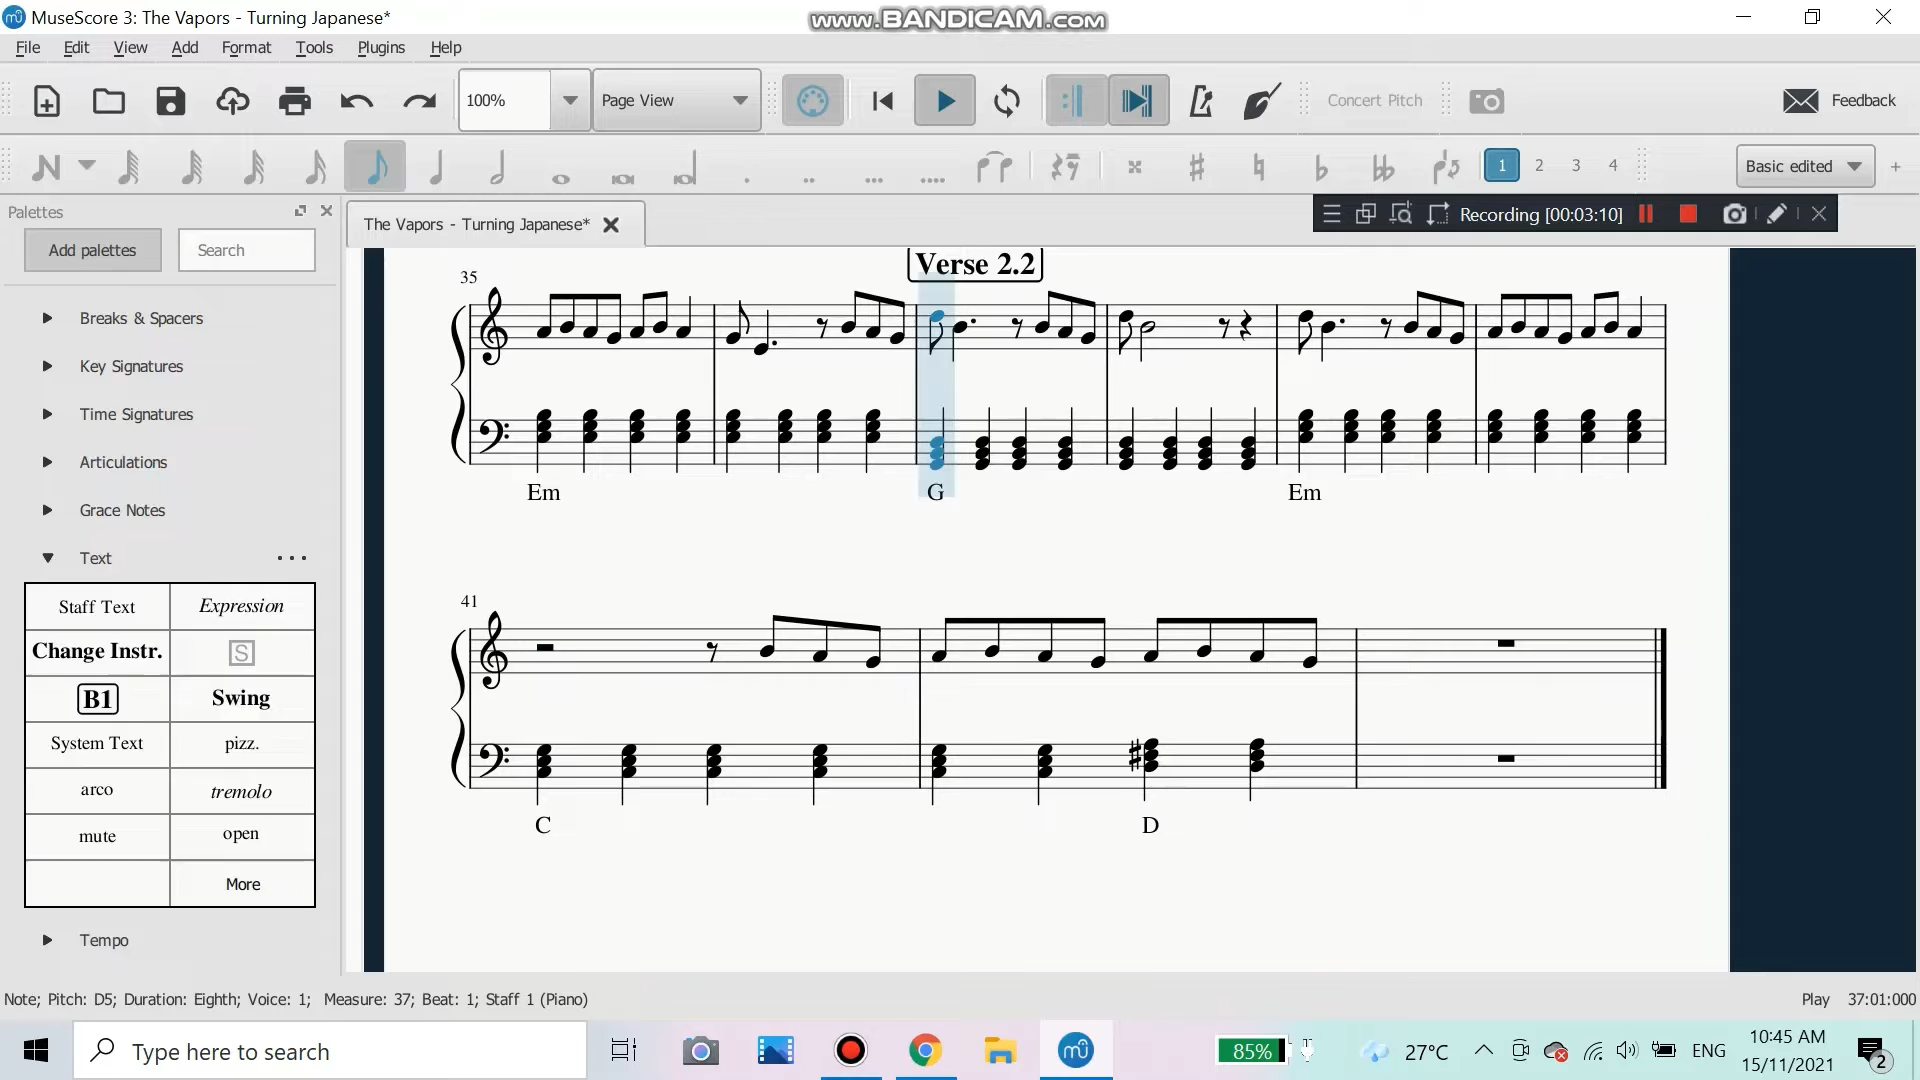 MuseScore 3: The Vapors - Turning Japanese*
www.BANDICAM.com
File Edit View Add Format Tools Plugins Help
100%
Page View
Concert Pitch
Feedback
1 2 3 4
Basic edited
+
Palettes
The Vapors - Turning Japanese*
Recording [00:03:10]
Add palettes
Search
Breaks & Spacers
Key Signatures
Time Signatures
Articulations
Grace Notes
Text
Staff Text
Expression
Change Instr.
S
B1
Swing
System Text
pizz.
arco
tremolo
mute
open
More
Tempo
Verse 2.2
35
Em
G
Em
41
C
D
Note; Pitch: D5; Duration: Eighth; Voice: 1; Measure: 37; Beat: 1; Staff 1 (Piano)
Play 37:01:000
Type here to search
85%
27°C
ENG
10:45 AM
15/11/2021
2